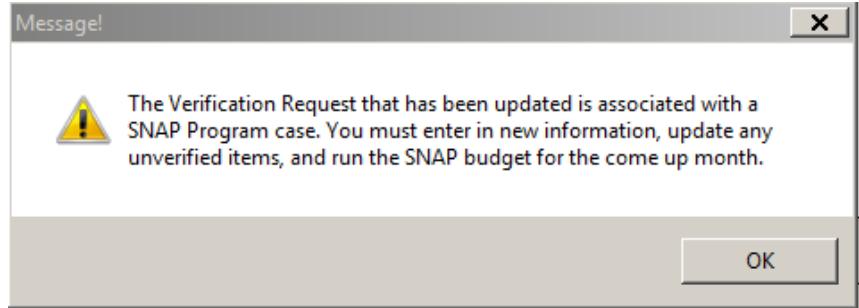 Message!
The Verification Request that has been updated is associated with a
SNAP Program case. You must enter in new information, update any
unverified items, and run the SNAP budget for the come up month.
OK